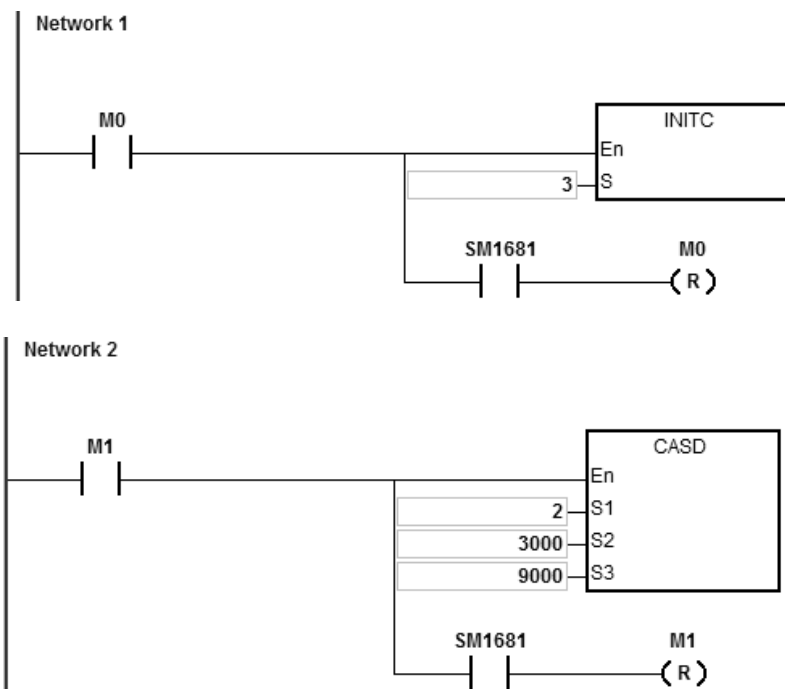 Network 1
M0
INITC
En
3 S
SM1681 M0
( R )
Network 2
M1
CASD
En
2 S1
3000 S2
9000 S3
SM1681 M1
( R )